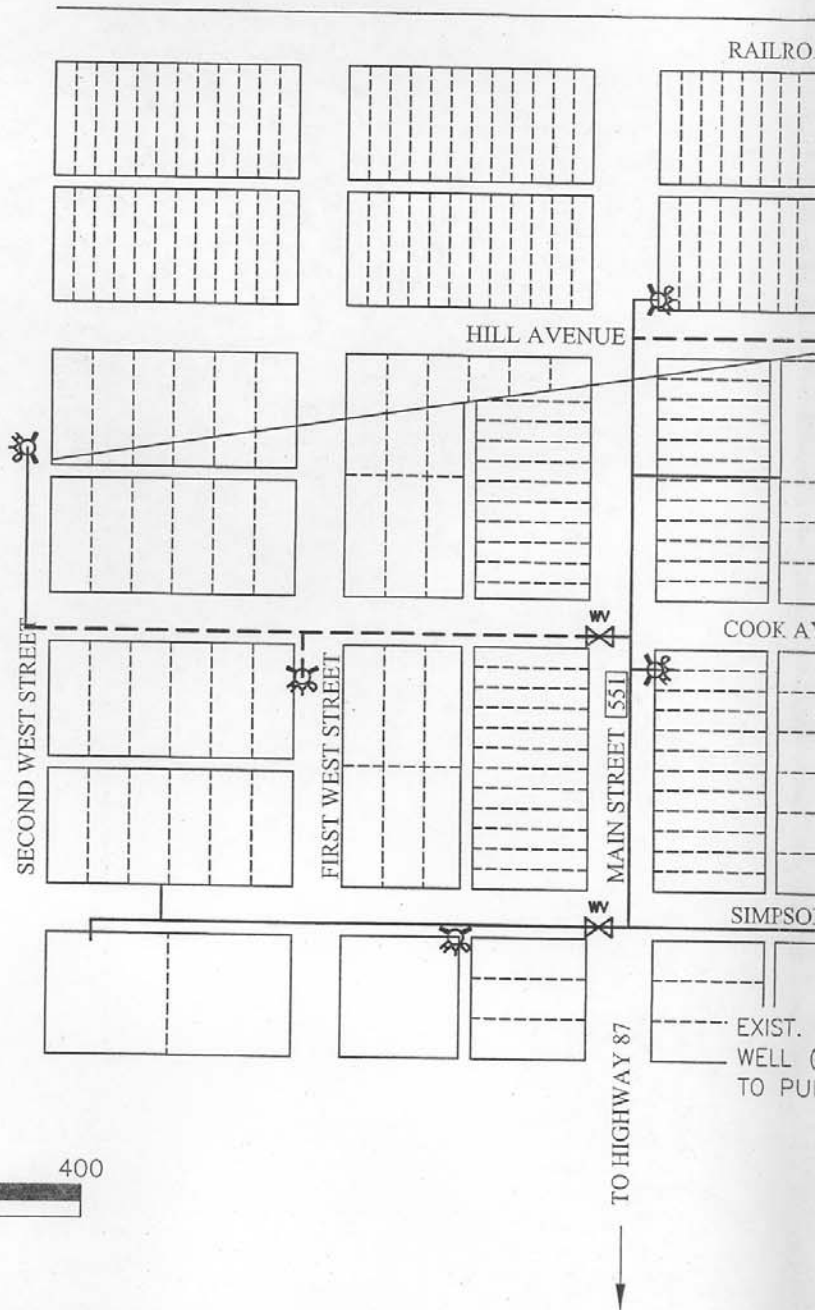 RAILRO
HILL AVENUE
WV
COOK AV
SECOND WEST STREET
FIRST WEST STREET
MAIN STREET 551
WV
SIMPSO
EXIST.
WELL (
TO PU
TO HIGHWAY 87
400